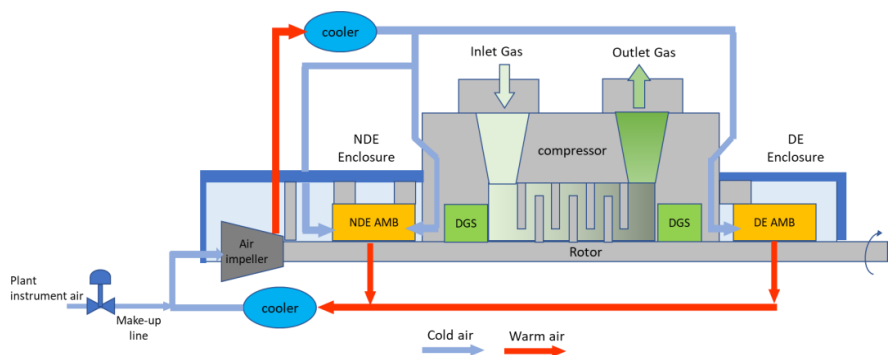 cooler
Inlet Gas
Outlet Gas
NDE
Enclosure
DE
Enclosure
compressor
NDE AMB
DGS
DGS
DE AMB
Air
impeller
Rotor
Plant
instrument air
Make-up
line
cooler
Cold air
Warm air